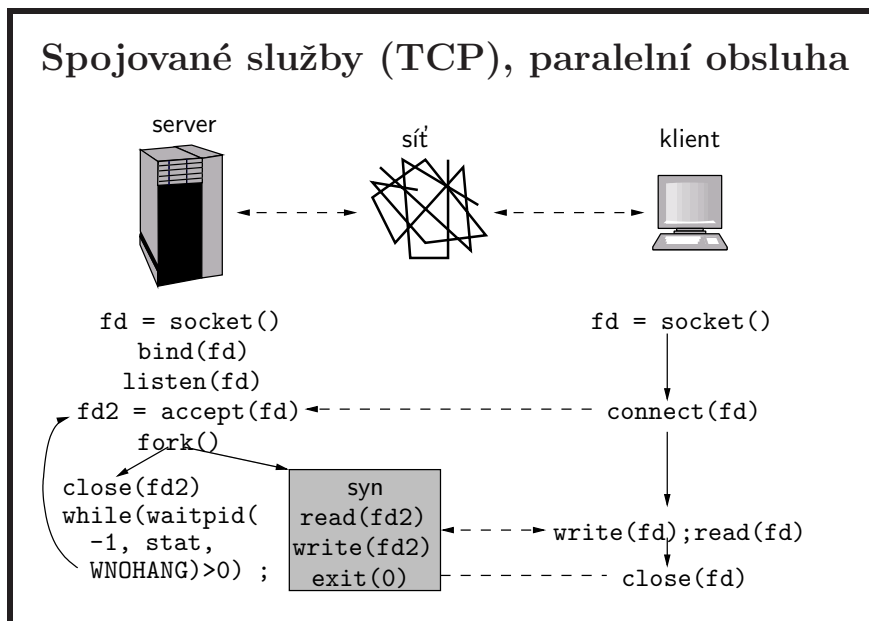 Spojované služby (TCP), paralelní obsluha
server
síť
klient
fd = socket()
bind(fd)
listen(fd)
fd2 = accept(fd)
fork()
close(fd2)
while(waitpid(
-1, stat,
WNOHANG)>0) ;
syn
read(fd2)
write(fd2)
exit(0)
fd = socket()
connect(fd)
write(fd);read(fd)
close(fd)